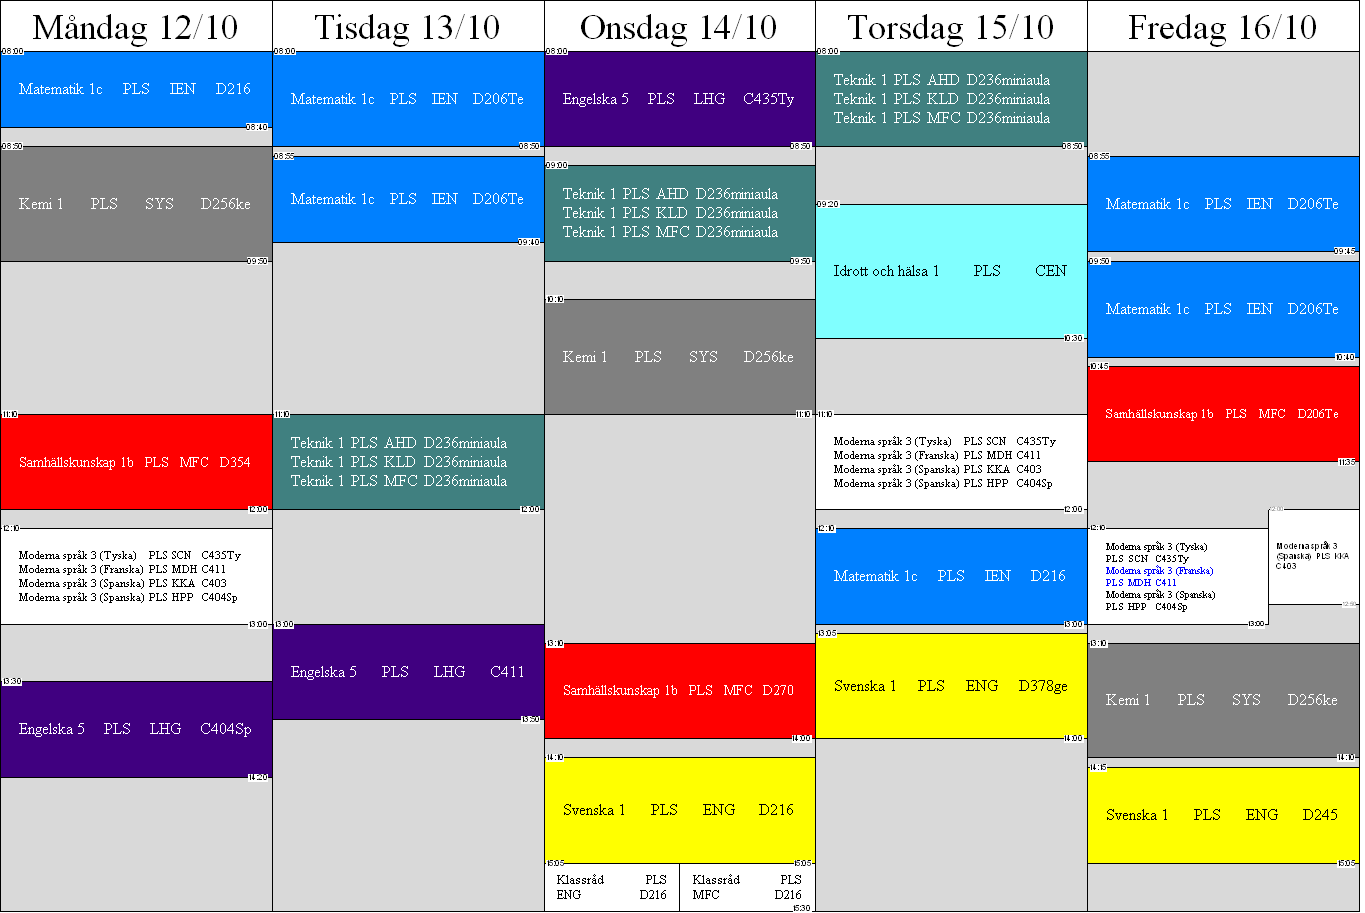 Måndag 12/10
08:00
Matematik 1c PLS IEN D216
08:40
08:50
Kemi 1 PLS SYS D256ke
09:50
11:10
Samhällskunskap 1b PLS MFC D354
12:00
12:10
Moderna språk 3 (Tyska) PLS SCN C435Ty
Moderna språk 3 (Franska) PLS MDH C411
Moderna språk 3 (Spanska) PLS KKA C403
Moderna språk 3 (Spanska) PLS HPP C404Sp
13:00
13:30
Engelska 5 PLS LHG C404Sp
14:20
Tisdag 13/10
08:00
Matematik 1c PLS IEN D206Te
08:50
08:55
Matematik 1c PLS IEN D206Te
09:40
11:10
Teknik 1 PLS AHD D236miniaula
Teknik 1 PLS KLD D236miniaula
Teknik 1 PLS MFC D236miniaula
12:00
13:00
Engelska 5 PLS LHG C411
13:50
Onsdag 14/10
08:00
Engelska 5 PLS LHG C435Ty
08:50
09:00
Teknik 1 PLS AHD D236miniaula
Teknik 1 PLS KLD D236miniaula
Teknik 1 PLS MFC D236miniaula
09:50
10:10
Kemi 1 PLS SYS D256ke
11:10
13:10
Samhällskunskap 1b PLS MFC D270
14:00
14:10
Svenska 1 PLS ENG D216
15:05
15:05
Klassråd PLS
ENG D216
Klassråd PLS
MFC D216
15:30
Torsdag 15/10
08:00
Teknik 1 PLS AHD D236miniaula
Teknik 1 PLS KLD D236miniaula
Teknik 1 PLS MFC D236miniaula
08:50
09:20
Idrott och hälsa 1 PLS CEN
10:30
11:10
Moderna språk 3 (Tyska) PLS SCN C435Ty
Moderna språk 3 (Franska) PLS MDH C411
Moderna språk 3 (Spanska) PLS KKA C403
Moderna språk 3 (Spanska) PLS HPP C404Sp
12:00
12:10
Matematik 1c PLS IEN D216
13:00
13:05
Svenska 1 PLS ENG D378ge
14:00
Fredag 16/10
08:55
Matematik 1c PLS IEN D206Te
09:45
09:50
Matematik 1c PLS IEN D206Te
10:40
10:45
Samhällskunskap 1b PLS MFC D206Te
11:35
12:10
Moderna språk 3 (Tyska)
PLS SCN C435Ty
Moderna språk 3 (Franska)
PLS MDH C411
Moderna språk 3 (Spanska)
PLS HPP C404Sp
13:00
12:00
Moderna språk 3
(Spanska) PLS KKA
C403
12:50
13:10
Kemi 1 PLS SYS D256ke
14:10
14:15
Svenska 1 PLS ENG D245
15:05